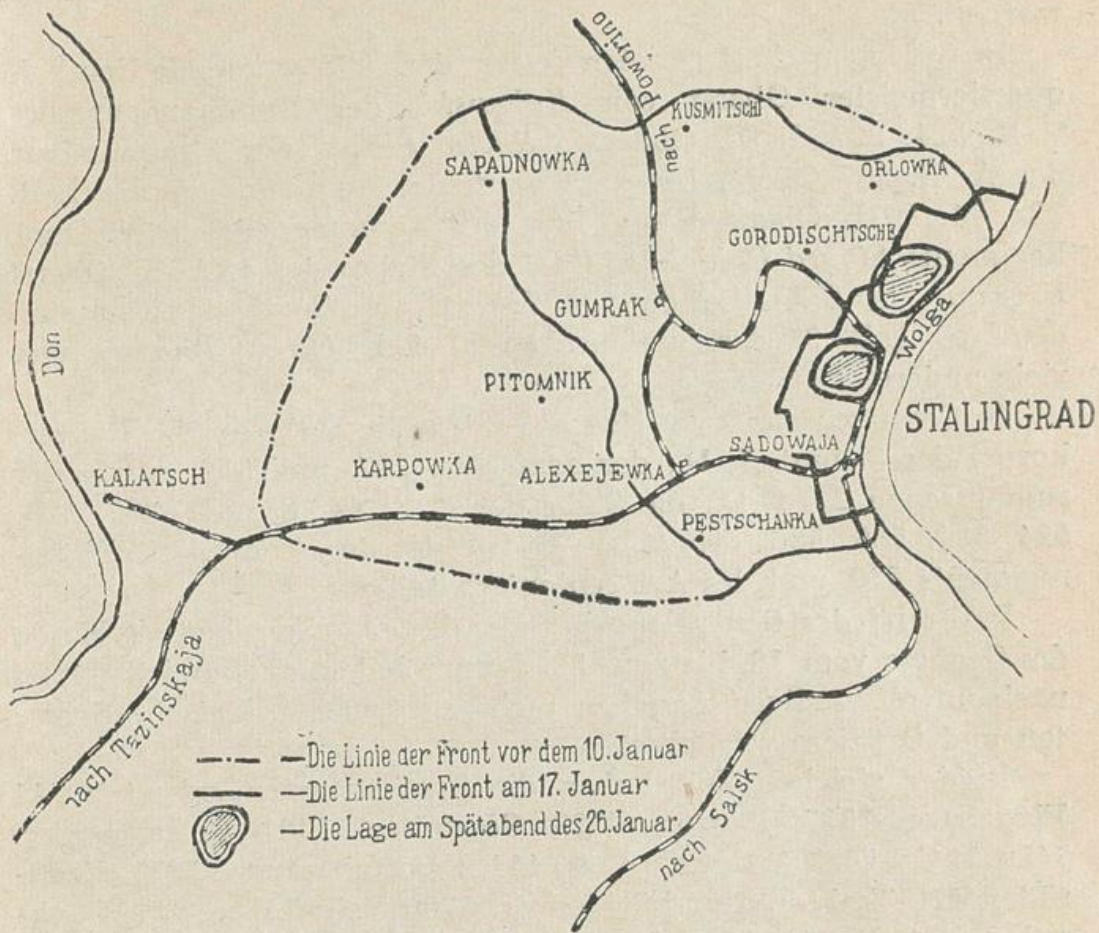 nach Poworino
KUSMITSCHI
SAPADNOWKA
ORLOWKA
GORODISCHTSCHE
GUMRAK
Wolga
Don
PITOMNIK
STALINGRAD
SADOWAJA
KALATSCH
KARPOWKA
ALEXEJEWKA
PESTSCHANKA
nach Tazinskaja
—Die Linie der Front vor dem 10. Januar
—Die Linie der Front am 17. Januar
—Die Lage am Spätabend des 26. Januar
nach Salsk